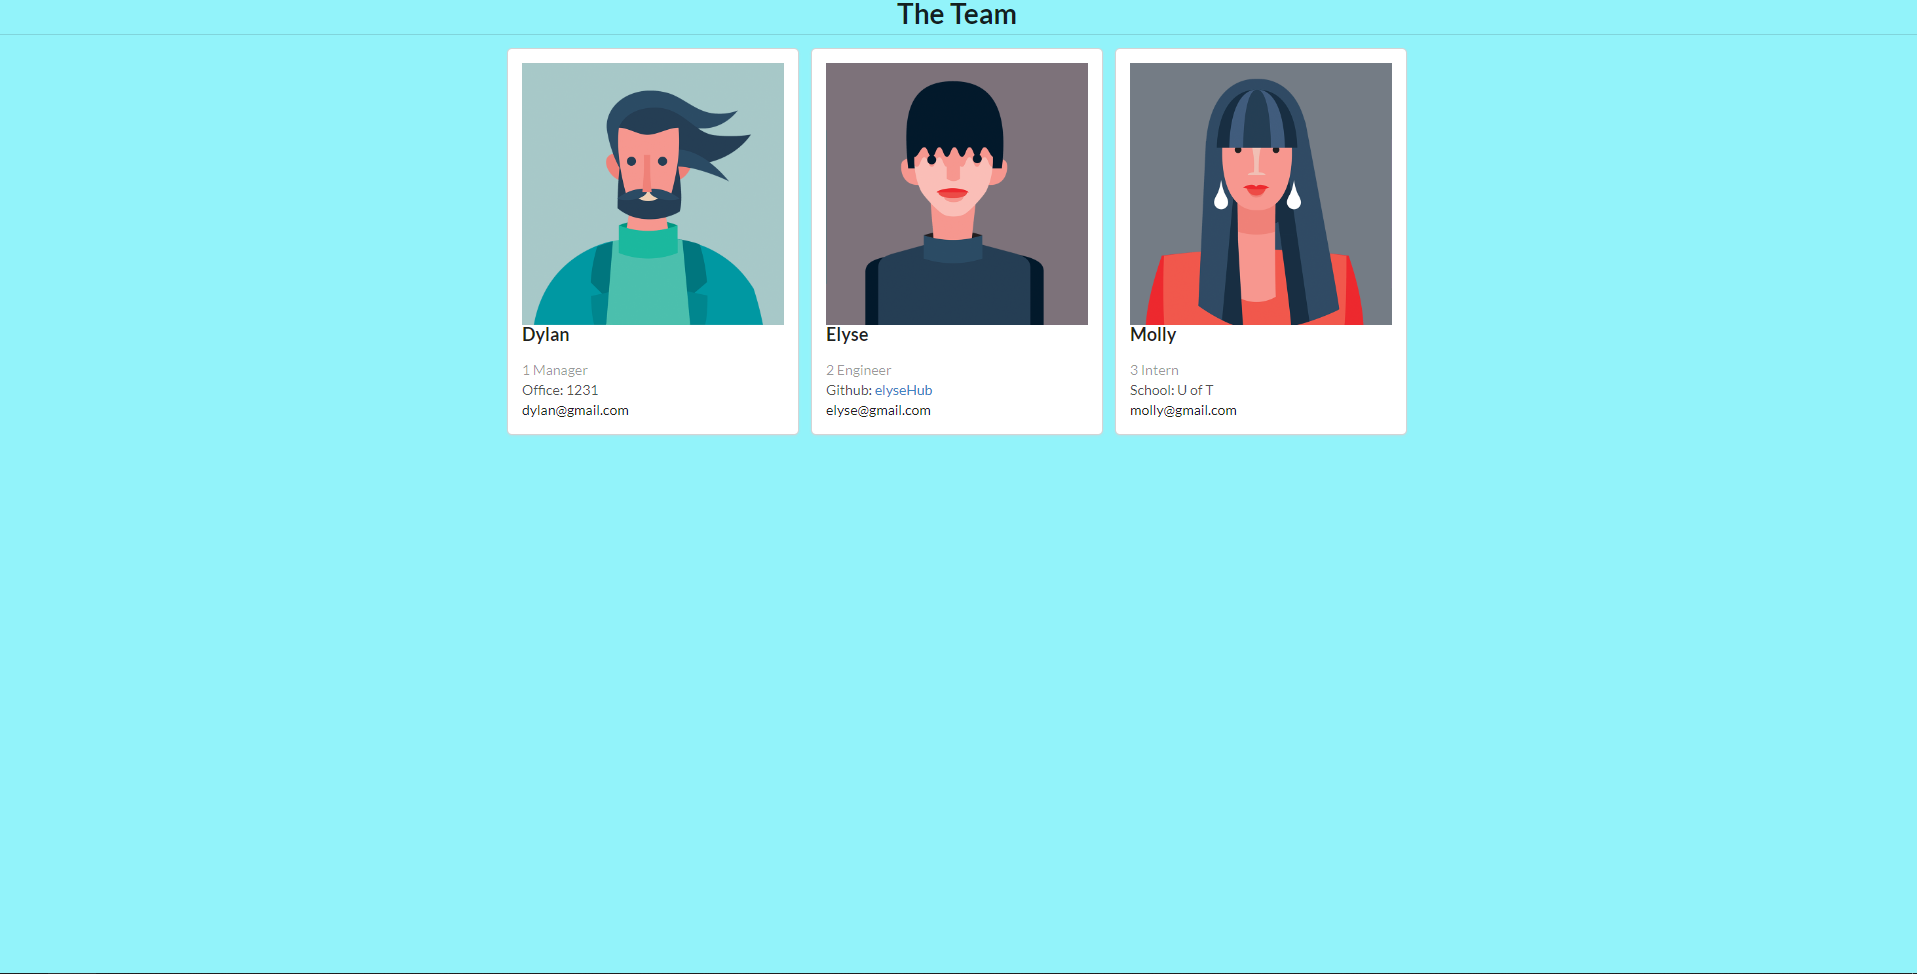 The Team
Dylan
1 Manager
Office: 1231
dylan@gmail.com
Elyse
2 Engineer
Github: elyseHub
elyse@gmail.com
Molly
3 Intern
School: U of T
molly@gmail.com